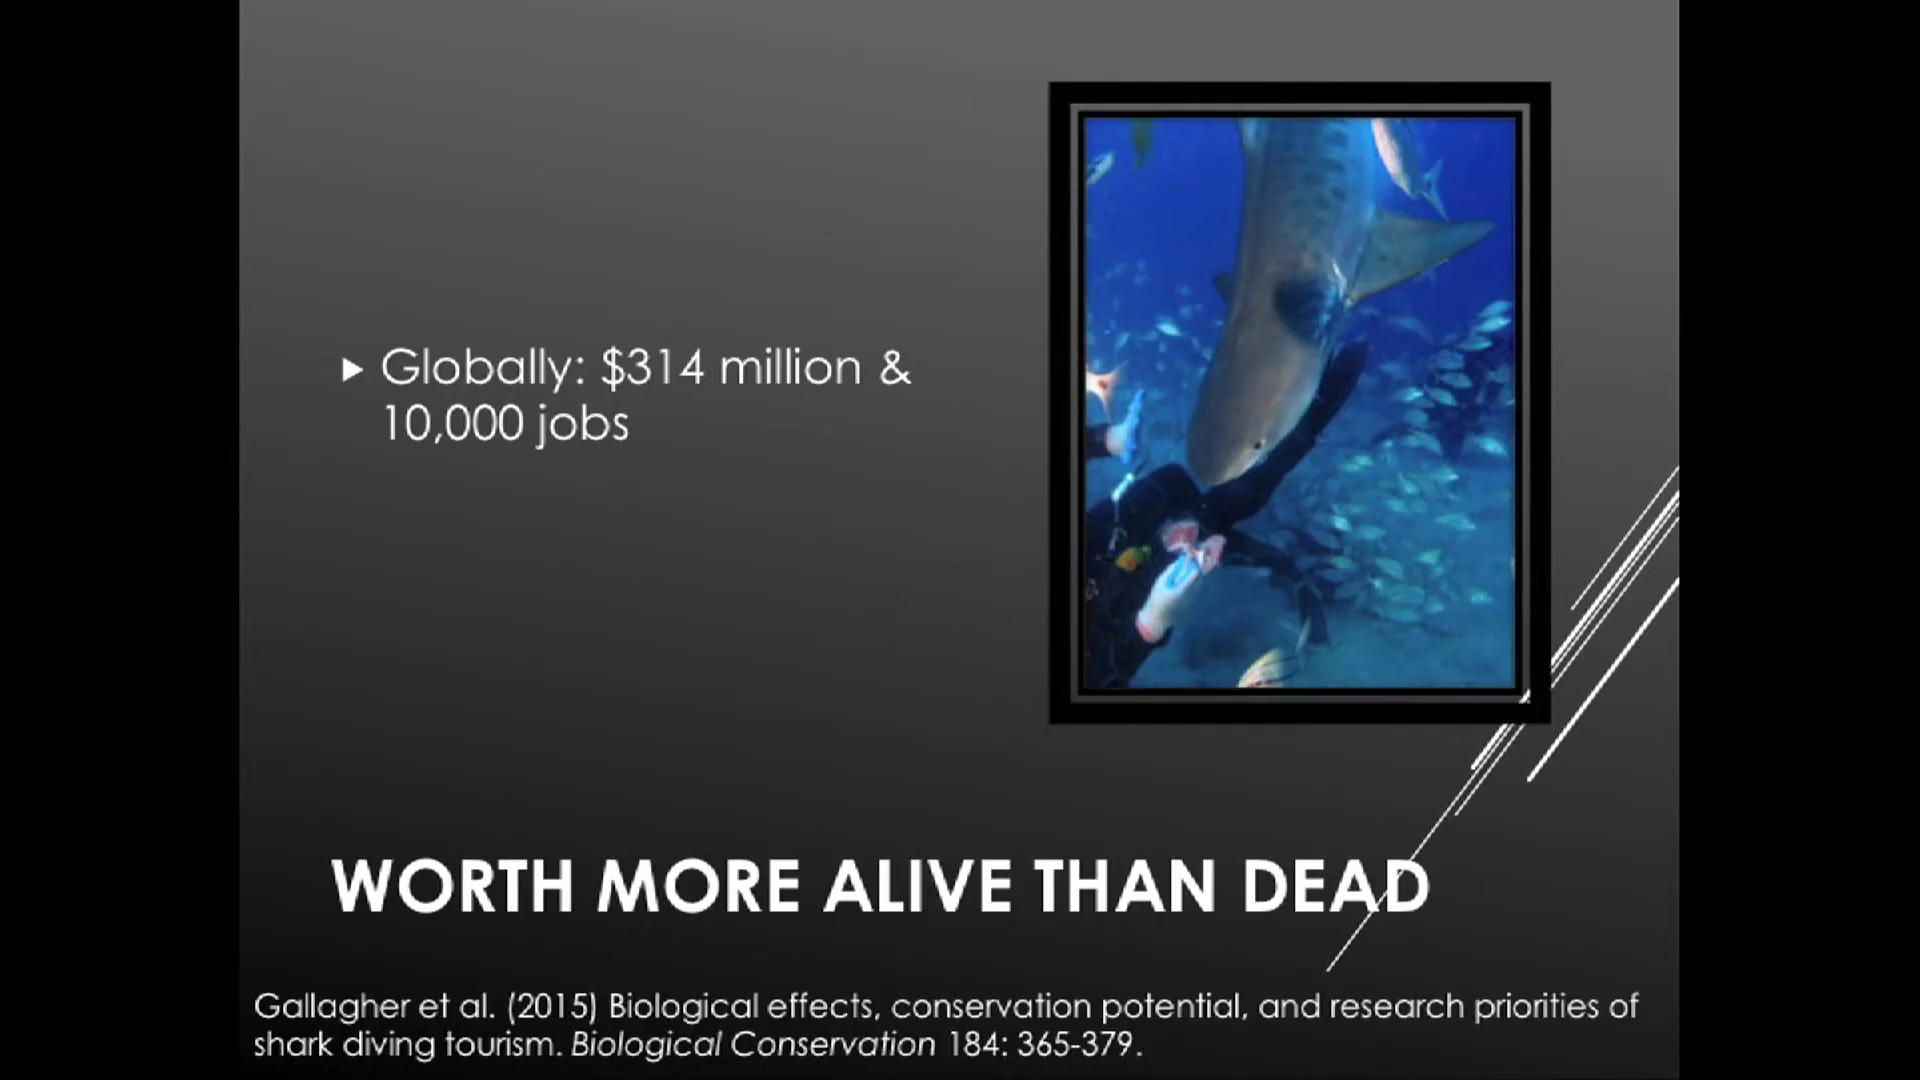 Globally: $314 million &
10,000 jobs
WORTH MORE ALIVE THAN DEAD
Gallagher et al. (2015) Biological effects, conservation potential, and research priorities of
shark diving tourism. Biological Conservation 184: 365-379.